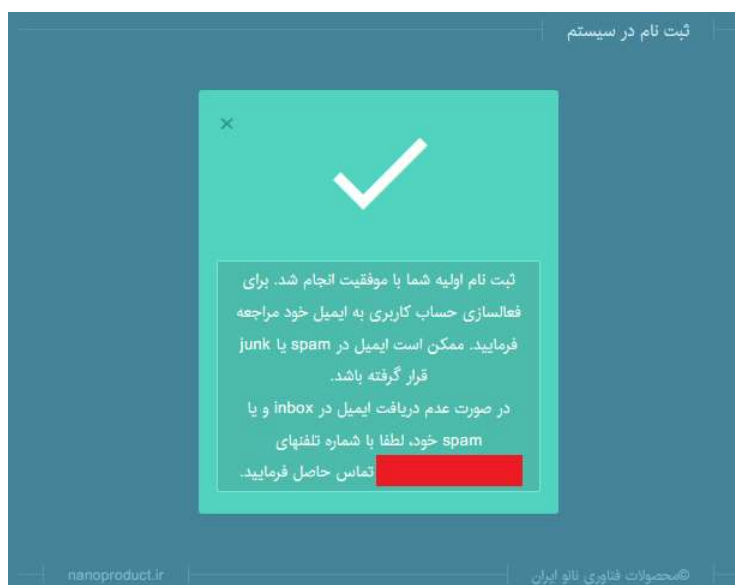 ثبت نام در سیستم
×
ثبت نام اولیه شما با موفقیت انجام شد. برای
فعالسازی حساب کاربری به ایمیل خود مراجعه
فرمایید. ممکن است ایمیل در spam یا junk
قرار گرفته باشد.
در صورت عدم دریافت ایمیل در inbox و یا
spam خود، لطفا با شماره تلفنهای
تماس حاصل فرمایید.
©محصولات فناوری نانو ایران
nanoproduct.ir